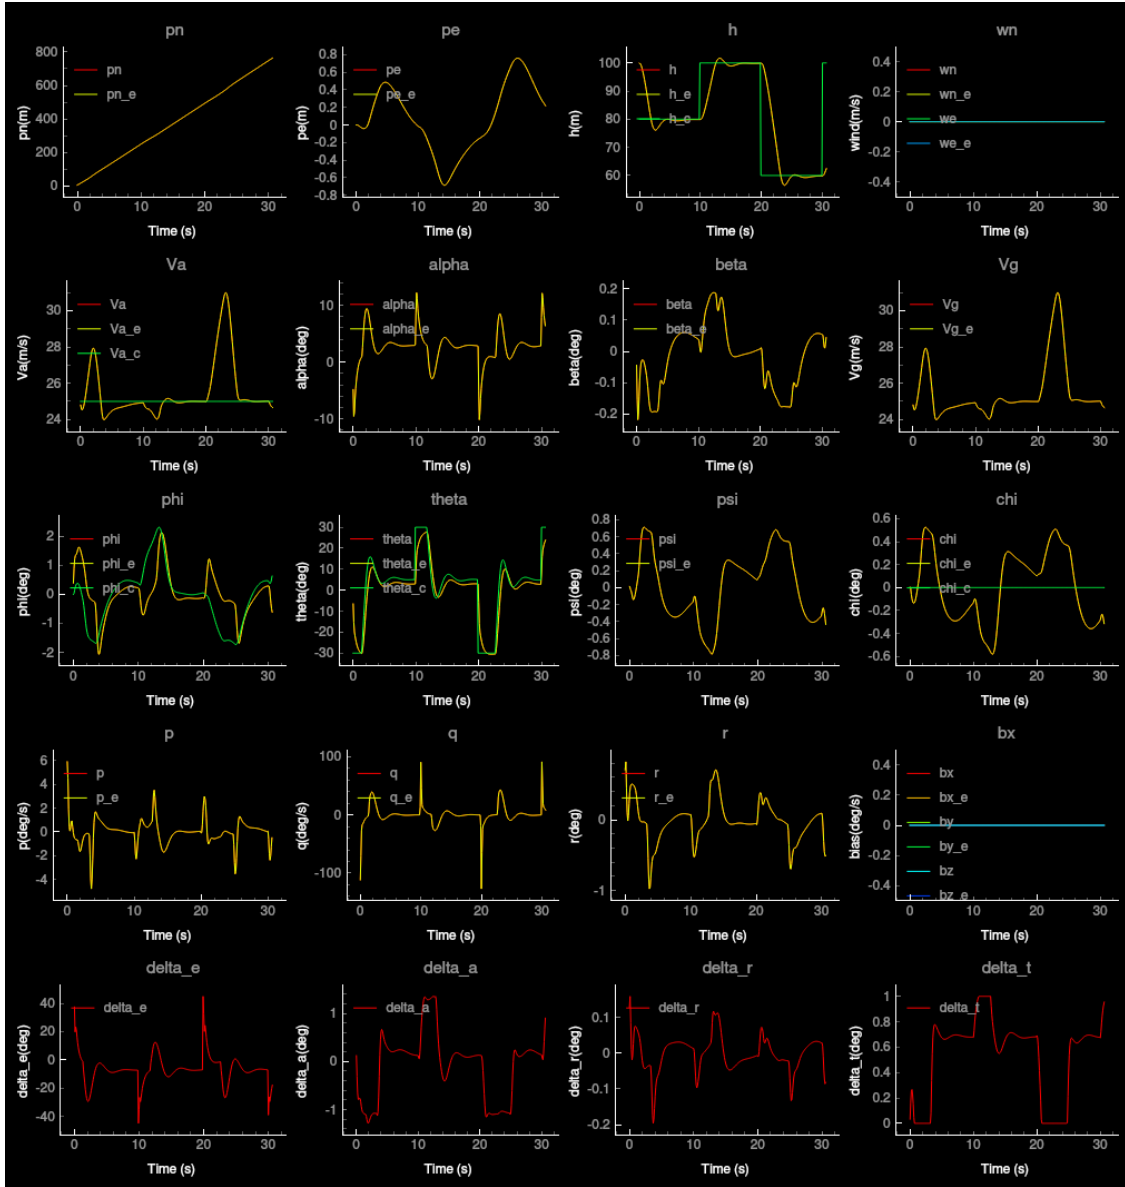 pn
pe
h
wn
800
600
400
200
0
pn(m)
pn
pn_e
0 10 20 30
Time (s)
0.8
0.6
0.4
0.2
0
-0.2
-0.4
-0.6
-0.8
pe(m)
pe
pe_e
0 10 20 30
Time (s)
100
90
80
70
60
h(m)
h
h_e
h_c
0 10 20 30
Time (s)
0.4
0.2
0
-0.2
-0.4
wind(m/s)
wn
wn_e
we
we_e
0 10 20 30
Time (s)
Va
alpha
beta
Vg
30
28
26
24
Va(m/s)
Va
Va_e
Va_c
0 10 20 30
Time (s)
10
0
-10
alpha(deg)
alpha
alpha_e
0 10 20 30
Time (s)
0.2
0.1
0
-0.1
-0.2
beta(deg)
beta
beta_e
0 10 20 30
Time (s)
30
28
26
24
Vg(m/s)
Vg
Vg_e
0 10 20 30
Time (s)
phi
theta
psi
chi
2
1
0
-1
-2
phi(deg)
phi
phi_e
phi_c
0 10 20 30
Time (s)
30
20
10
0
-10
-20
-30
theta(deg)
theta
theta_e
theta_c
0 10 20 30
Time (s)
0.8
0.6
0.4
0.2
0
-0.2
-0.4
-0.6
-0.8
psi(deg)
psi
psi_e
0 10 20 30
Time (s)
0.6
0.4
0.2
0
-0.2
-0.4
-0.6
chi(deg)
chi
chi_e
chi_c
0 10 20 30
Time (s)
p
q
r
bx
6
4
2
0
-2
-4
p(deg/s)
p
p_e
0 10 20 30
Time (s)
100
0
-100
q(deg/s)
q
q_e
0 10 20 30
Time (s)
0
-1
r(deg)
r
r_e
0 10 20 30
Time (s)
0.4
0.2
0
-0.2
-0.4
bias(deg/s)
bx
bx_e
by
by_e
bz
bz_e
0 10 20 30
Time (s)
delta_e
delta_a
delta_r
delta_t
40
20
0
-20
-40
delta_e(deg)
delta_e
0 10 20 30
Time (s)
1
0
-1
delta_a(deg)
delta_a
0 10 20 30
Time (s)
0.1
0
-0.1
-0.2
delta_r(deg)
delta_r
0 10 20 30
Time (s)
1
0.8
0.6
0.4
0.2
0
delta_t(deg)
delta_t
0 10 20 30
Time (s)